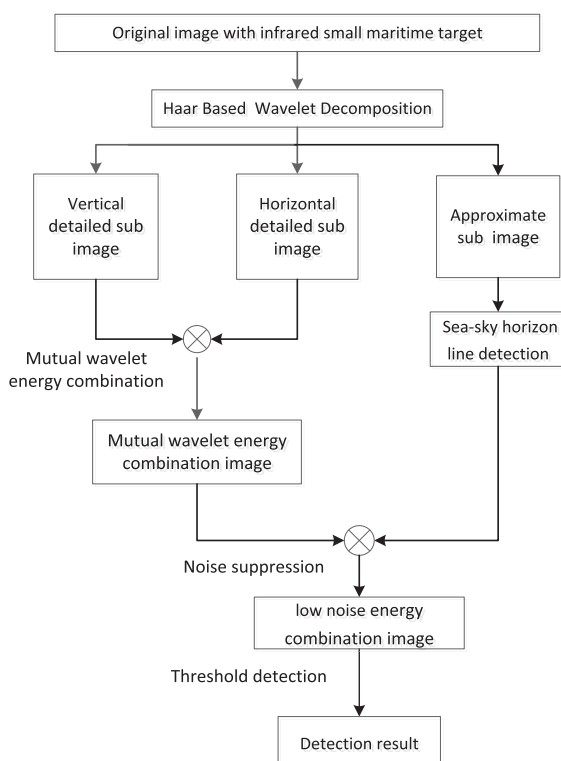 Original image with infrared small maritime target
Haar Based Wavelet Decomposition
Vertical
detailed sub
image
Horizontal
detailed sub
image
Approximate
sub image
Sea-sky horizon
line detection
Mutual wavelet
energy combination
Mutual wavelet energy
combination image
Noise suppression
low noise energy
combination image
Threshold detection
Detection result